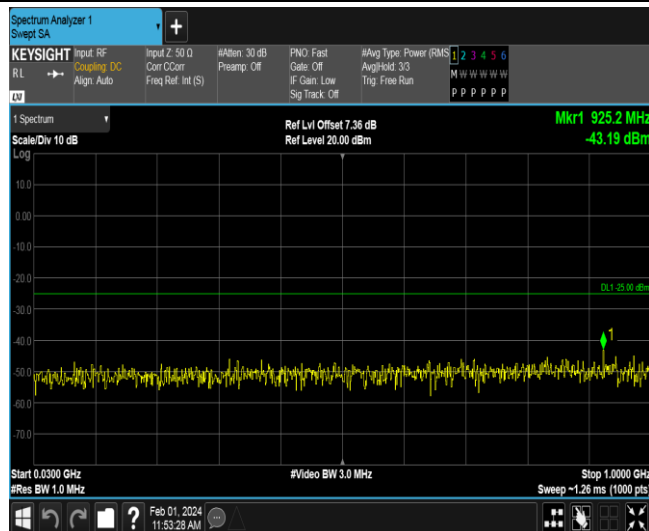 Spectrum Analyzer 1
Swept SA
+
KEYSIGHT
RL
Input: RF
Coupling: DC
Align: Auto
Input Z: 50 Ω
Corr CCorr
Freq Ref: Int (S)
#Atten: 30 dB
Preamp: Off
PNO: Fast
Gate: Off
IF Gain: Low
Sig Track: Off
#Avg Type: Power (RMS
Avg|Hold: 3/3
Trig: Free Run
1 2 3 4 5 6
M W W W W W
P P P P P P
1 Spectrum
Scale/Div 10 dB
Log
Ref Lvl Offset 7.36 dB
Ref Level 20.00 dBm
Mkr1 925.2 MHz
-43.19 dBm
10.0
0.00
-10.0
-20.0
DL1 -25.00 dBm
-30.0
-40.0
1
-50.0
-60.0
-70.0
Start 0.0300 GHz
#Res BW 1.0 MHz
#Video BW 3.0 MHz
Stop 1.0000 GHz
Sweep ~1.26 ms (1000 pts)
?
Feb 01, 2024
11:53:28 AM